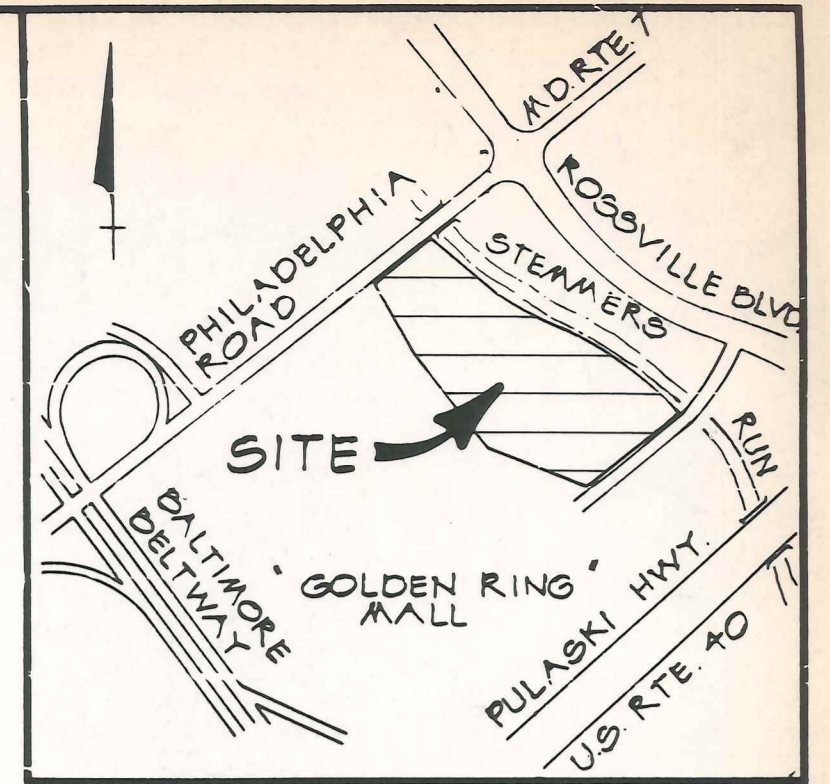 MD. RTE. 7
ROSSVILLE BLVD.
PHILADELPHIA
ROAD
STEMMERS
RUN
SITE
BALTIMORE
BELTWAY
" GOLDEN RING "
MALL
PULASKI HWY.
U.S. RTE. 40